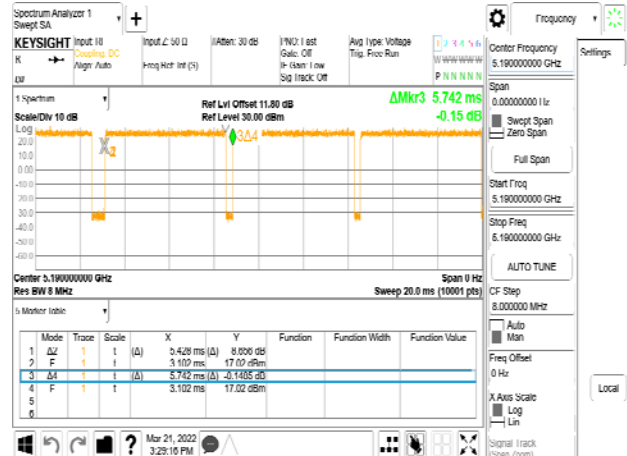 Spectrum Analyzer 1
Swept SA
+
Frequency
KEYSIGHT
Input: RF
Input Z: 50 Ω
#Atten: 30 dB
PNO: Fast
Avg Type: Voltage
1 2 3 4 5 6
R
Coupling: DC
Gate: Off
Trig: Free Run
Align: Auto
Freq Ref: Int (S)
IF Gain: Low
W W W W W W
Sig Track: Off
P N N N N N
Center Frequency
5.190000000 GHz
Settings
1 Spectrum
Ref Lvl Offset 11.80 dB
ΔMkr3 5.742 ms
Scale/Div 10 dB
Ref Level 30.00 dBm
-0.15 dB
Log
20.0
10.0
0.00
-10.0
-20.0
-30.0
-40.0
-50.0
-60.0
2
3Δ4
Center 5.190000000 GHz
Span 0 Hz
Res BW 8 MHz
Sweep 20.0 ms (10001 pts)
5 Marker Table
Mode Trace Scale X Y Function Function Width Function Value
1 Δ2 1 t (Δ) 5.428 ms (Δ) 8.656 dB
2 F 1 t 3.102 ms 17.02 dBm
3 Δ4 1 t (Δ) 5.742 ms (Δ) -0.1485 dB
4 F 1 t 3.102 ms 17.02 dBm
5
6
Span
0.00000000 Hz
Swept Span
Zero Span
Full Span
Start Freq
5.190000000 GHz
Stop Freq
5.190000000 GHz
AUTO TUNE
CF Step
8.000000 MHz
Auto
Man
Freq Offset
0 Hz
X Axis Scale
Log
Lin
Local
Signal Track
(Span Zoom)
?
Mar 21, 2022
3:29:16 PM